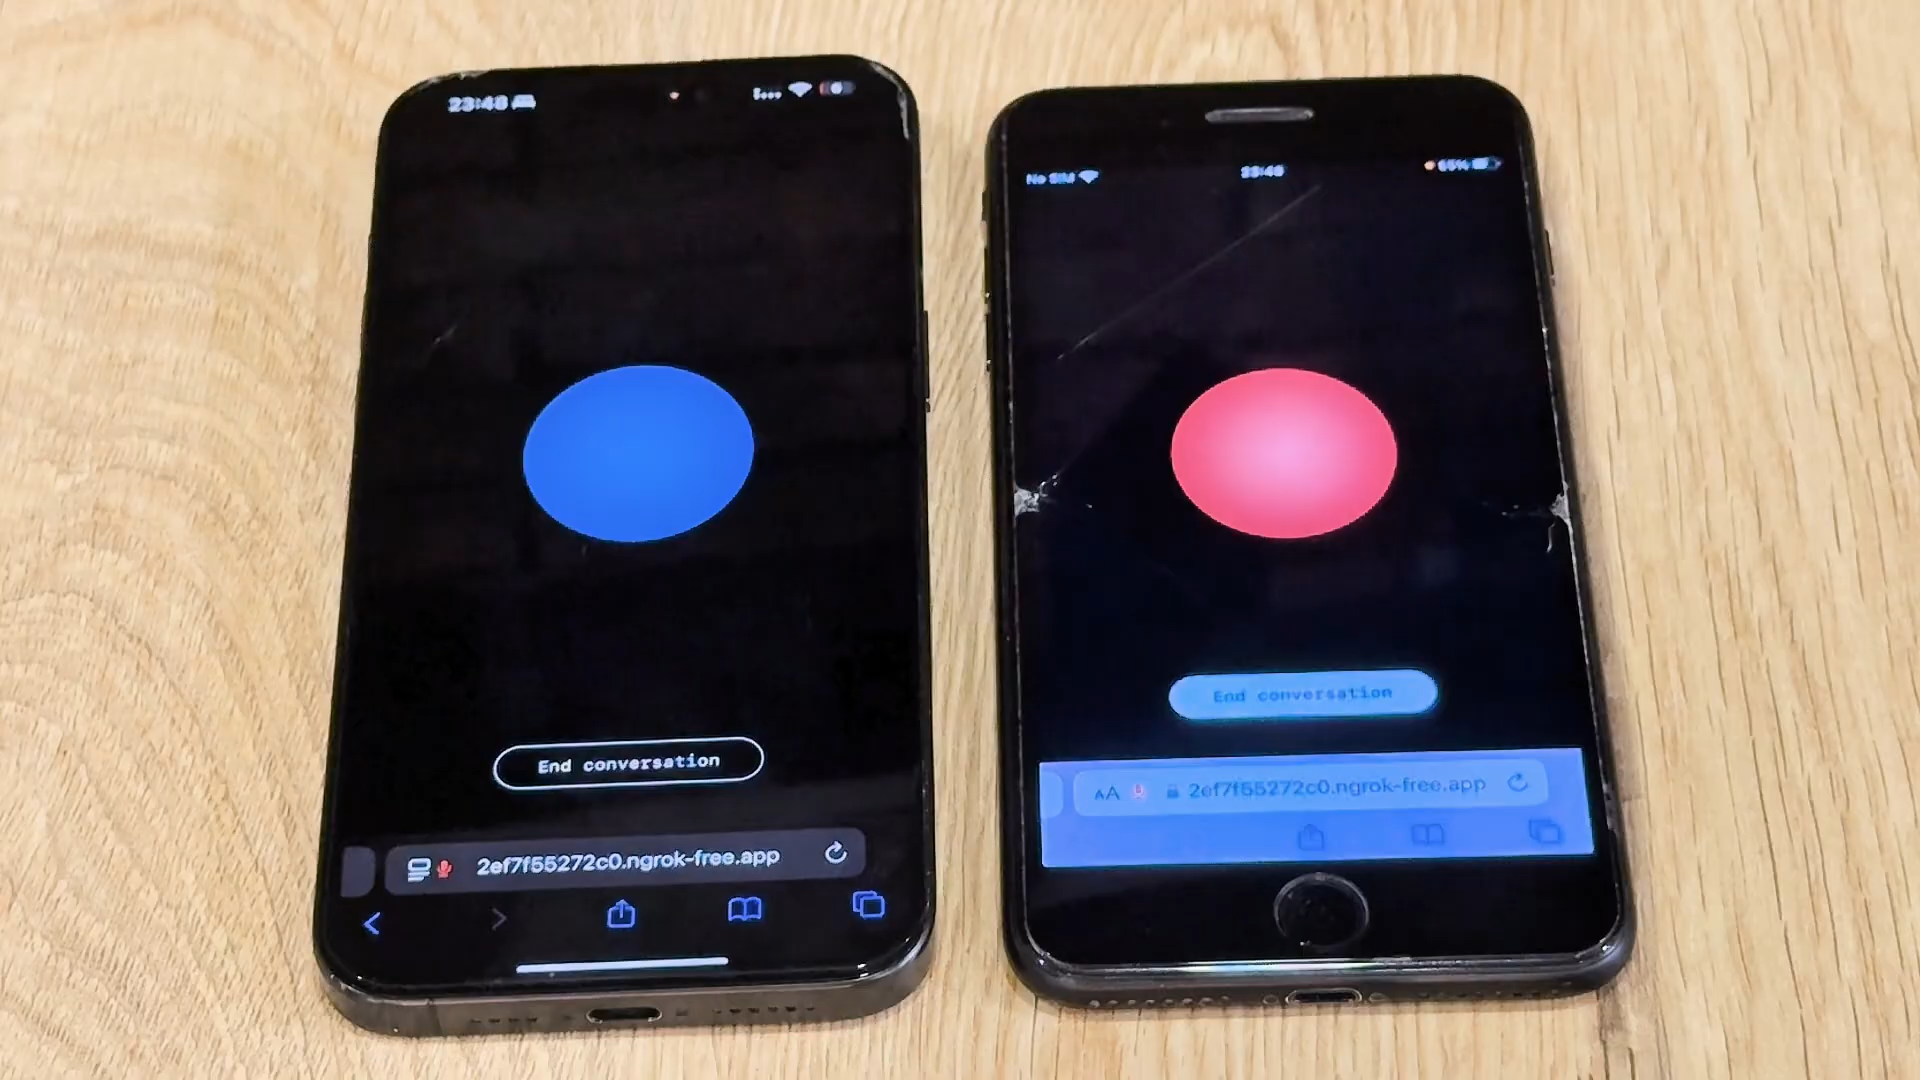 23:48
End conversation
2ef7f55272c0.ngrok-free.app
No SIM
23:48
65%
End conversation
AA
2ef7f55272c0.ngrok-free.app